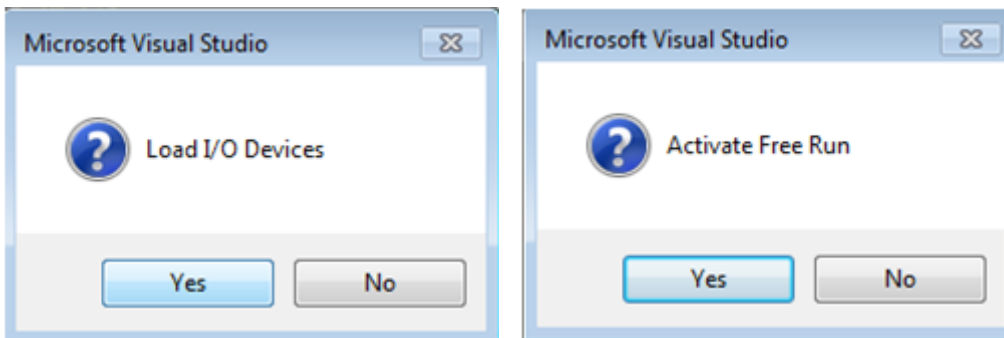 Microsoft Visual Studio
Load I/O Devices
Yes No
Microsoft Visual Studio
Activate Free Run
Yes No